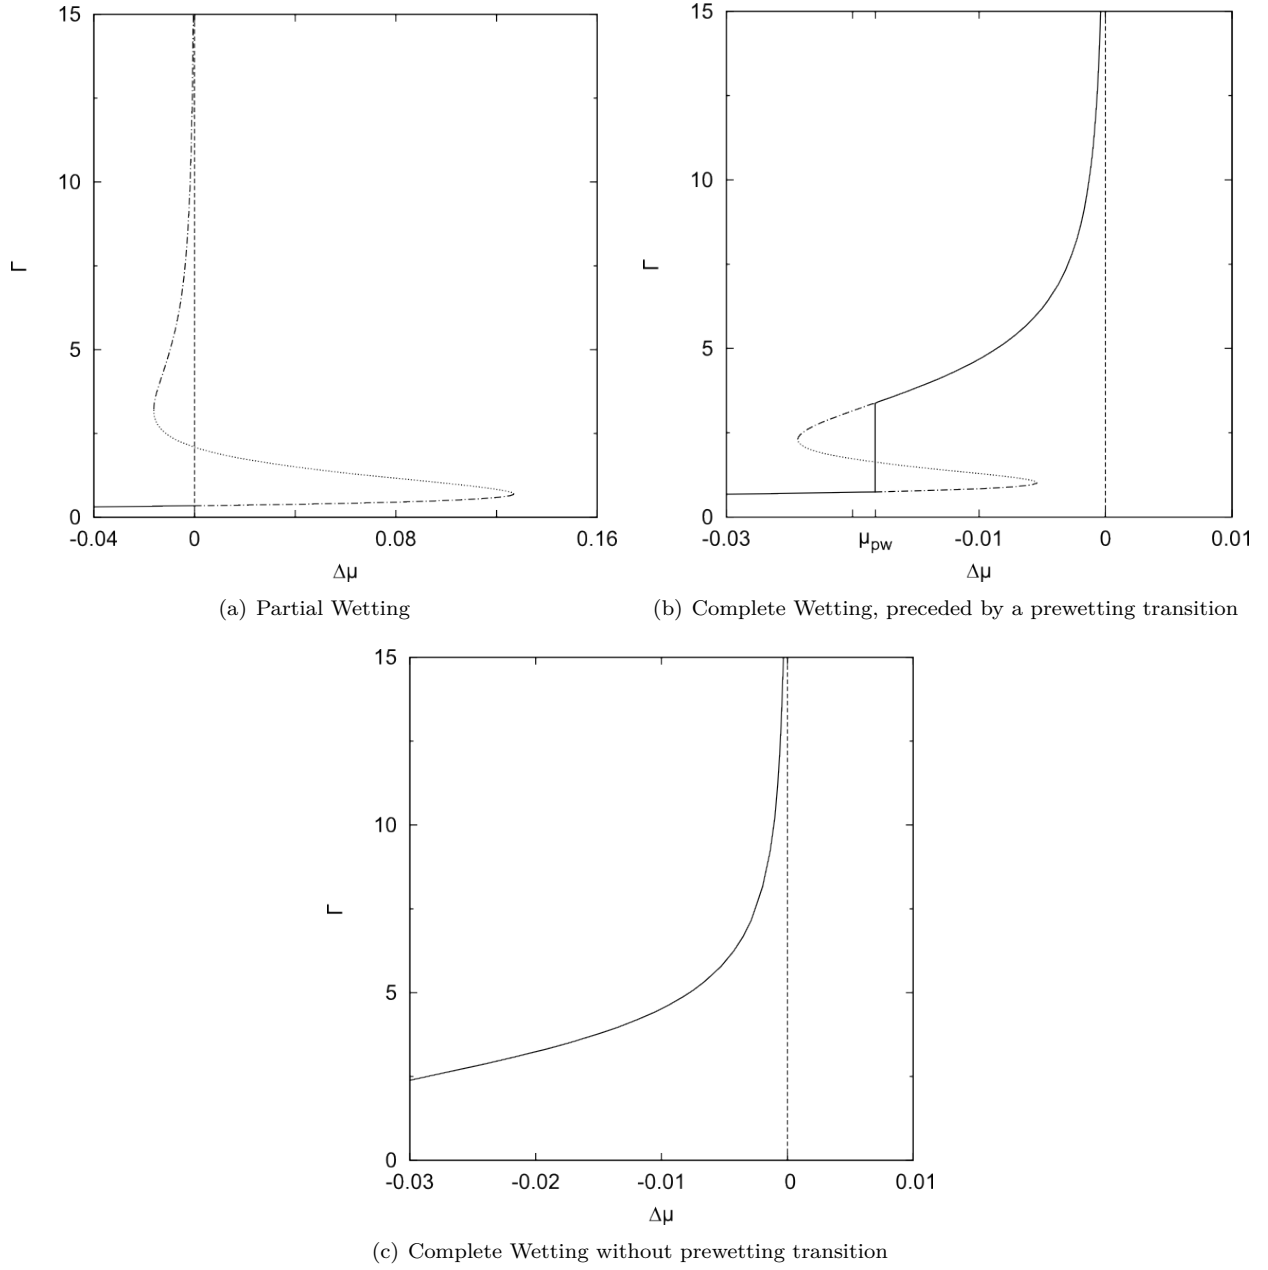 15
10
5
0
Γ
-0.04
0
0.08
0.16
Δμ
(a) Partial Wetting
15
10
5
0
Γ
-0.03
μpw
-0.01
0
0.01
Δμ
(b) Complete Wetting, preceded by a prewetting transition
15
10
5
0
Γ
-0.03
-0.02
-0.01
0
0.01
Δμ
(c) Complete Wetting without prewetting transition